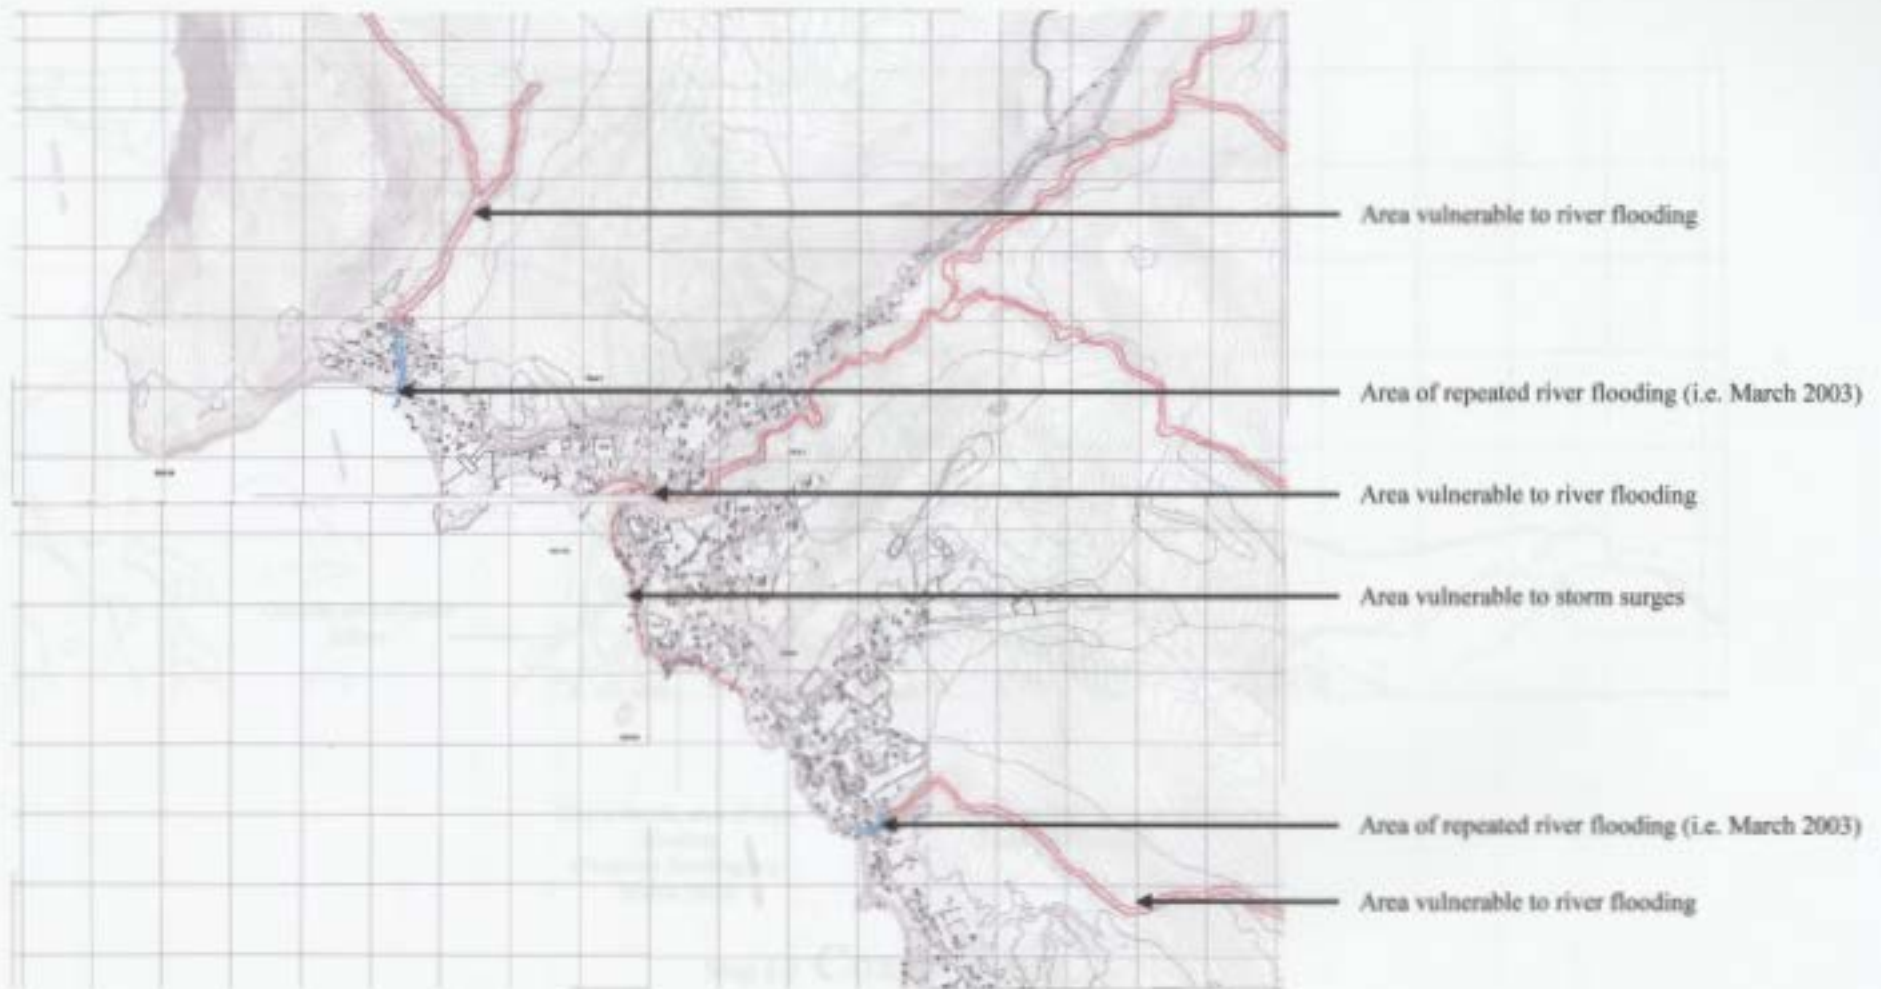 Area vulnerable to river flooding
Area of repeated river flooding (i.e. March 2003)
Area vulnerable to river flooding
Area vulnerable to storm surges
Area of repeated river flooding (i.e. March 2003)
Area vulnerable to river flooding